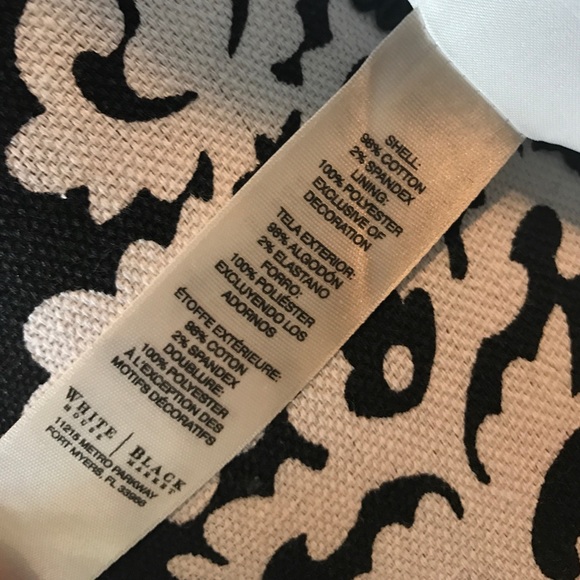 SHELL:
98% COTTON
2% SPANDEX
LINING:
100% POLYESTER
EXCLUSIVE OF
DECORATION
TELA EXTERIOR:
98% ALGODÓN
2% ELASTANO
FORRO:
100% POLIÉSTER
EXCLUYENDO LOS
ADORNOS
ÉTOFFE EXTÉRIEURE:
98% COTON
2% SPANDEX
DOUBLURE:
100% POLYESTER
À L'EXCEPTION DES
MOTIFS DÉCORATIFS
WHITE | BLACK
HOUSE | MARKET
11215 METRO PARKWAY
FORT MYERS, FL 33966